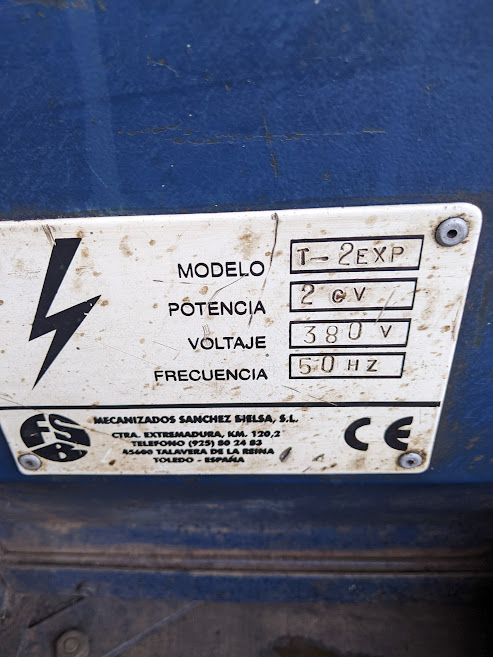 MODELO T-2EXP
POTENCIA 2 CV
VOLTAJE 380 V
FRECUENCIA 50 HZ
MECANIZADOS SANCHEZ BIELSA, S.L.
CTRA. EXTREMADURA, KM. 120,2
TELEFONO (925) 80 24 83
45600 TALAVERA DE LA REINA
TOLEDO - ESPAÑA
CE